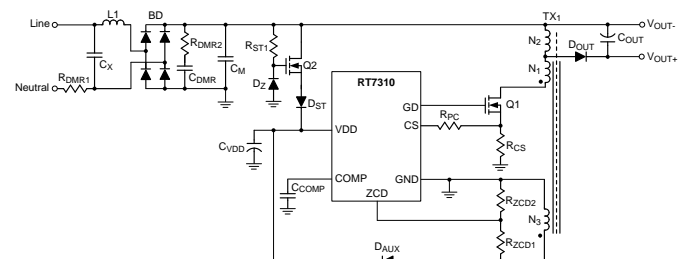 Line
L1
BD
TX1
VOUT-
N2
COUT
DOUT
VOUT+
N1
RDMR2
RST1
Q2
CX
CDMR
CM
RDMR1
Neutral
DZ
DST
RT7310
GD
Q1
CS
RPC
RCS
VDD
CVDD
COMP
CCOMP
ZCD
GND
RZCD2
N3
RZCD1
DAUX